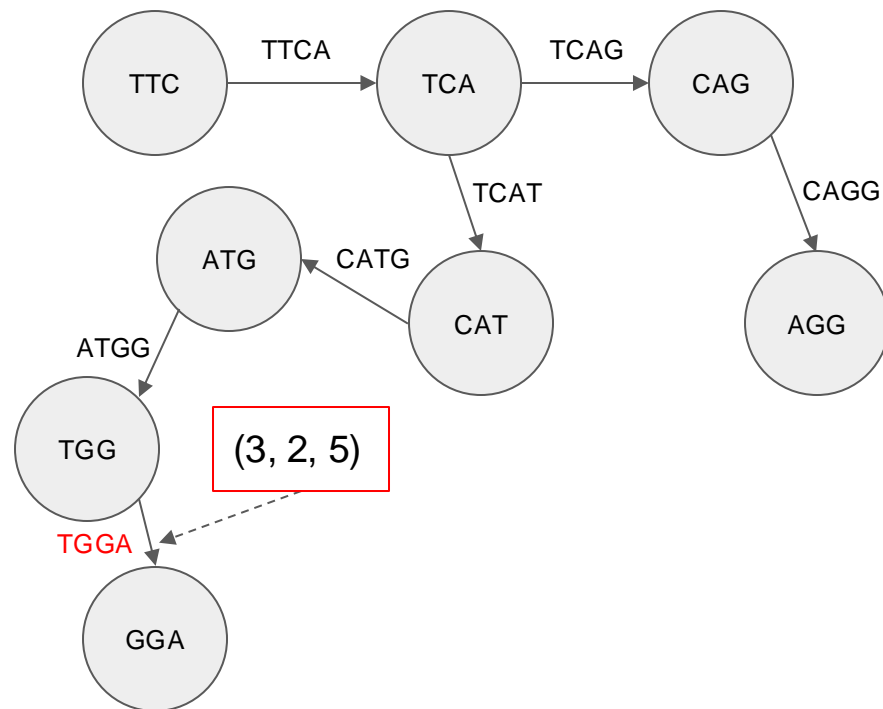 TTCA
TCAG
TTC
TCA
CAG
TCAT
CAGG
ATG
CATG
CAT
AGG
ATGG
TGG
(3, 2, 5)
TGGA
GGA